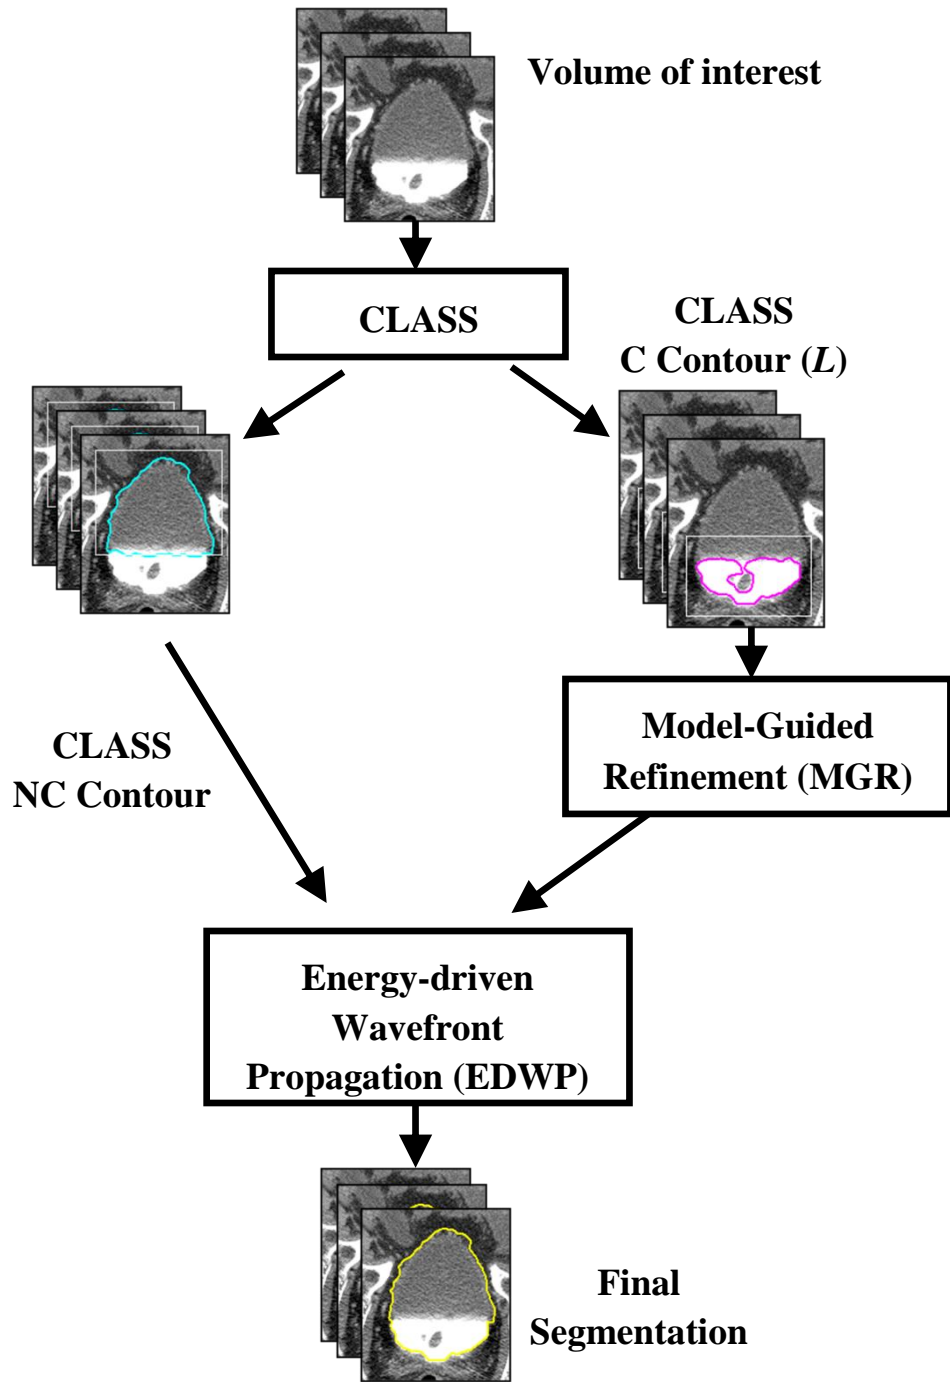 Volume of interest
CLASS
CLASS
C Contour (L)
Model-Guided
Refinement (MGR)
CLASS
NC Contour
Energy-driven
Wavefront
Propagation (EDWP)
Final
Segmentation